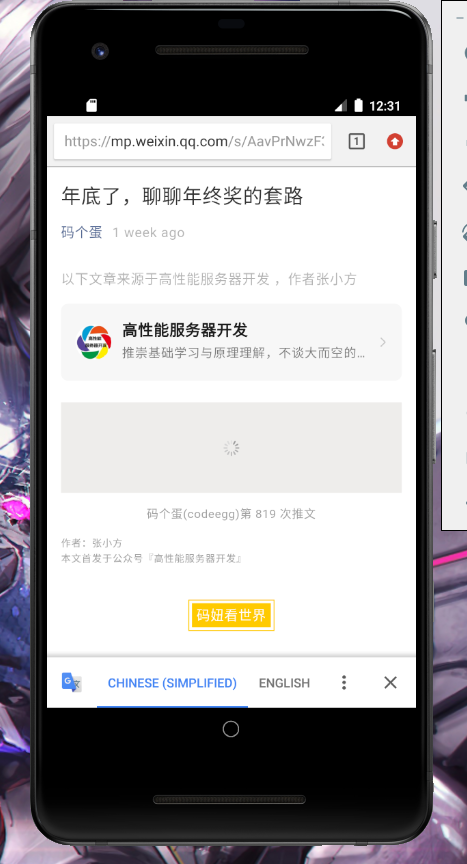 12:31
https://mp.weixin.qq.com/s/AavPrNwzF
1
年底了，聊聊年终奖的套路
码个蛋 1 week ago
以下文章来源于高性能服务器开发 ，作者张小方
高性能服务器开发
推崇基础学习与原理理解，不谈大而空的...
码个蛋(codeegg)第 819 次推文
作者：张小方
本文首发于公众号『高性能服务器开发』
码妞看世界
CHINESE (SIMPLIFIED) ENGLISH